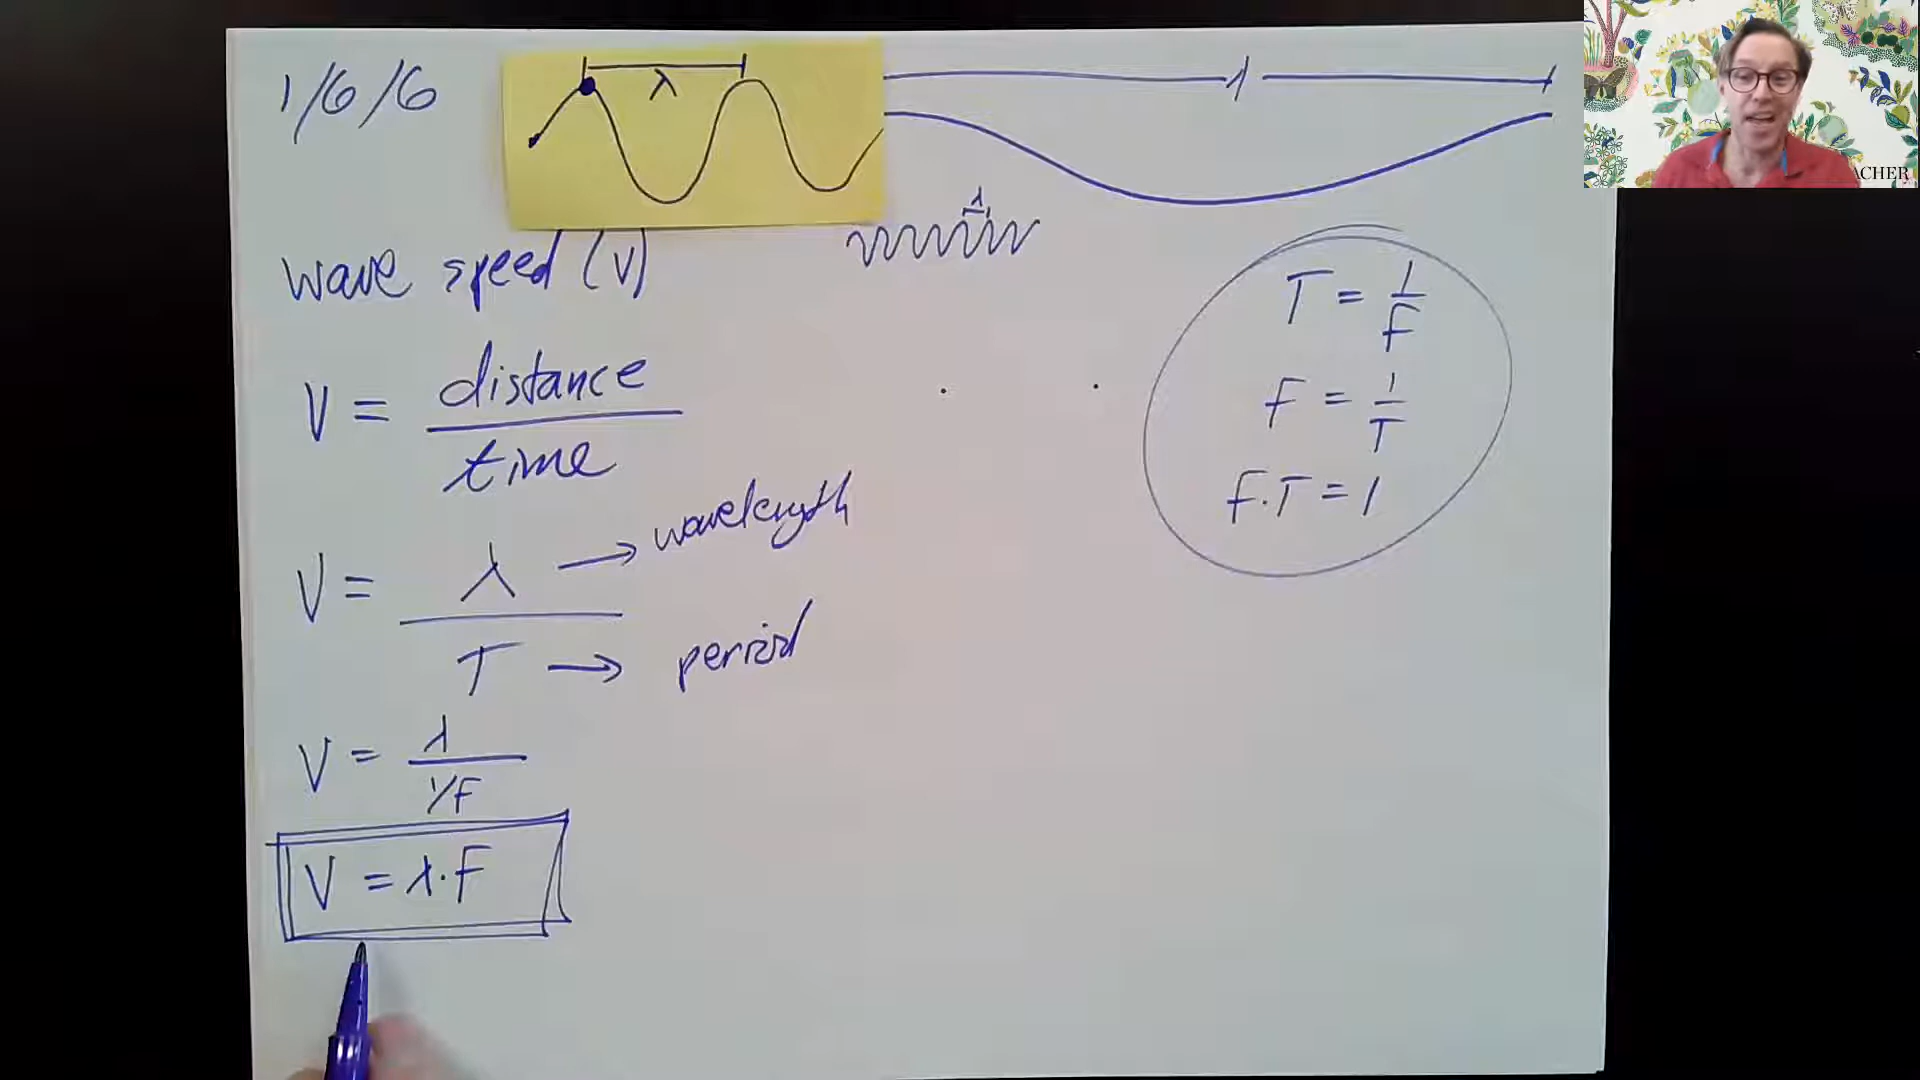 1/6/6
λ
λ
λ
ACHER
wave speed (V)
V = distance
time
V = λ → wavelength
T → period
V = λ
1/F
V = λ·F
T = 1
F
F = 1
T
F·T = 1